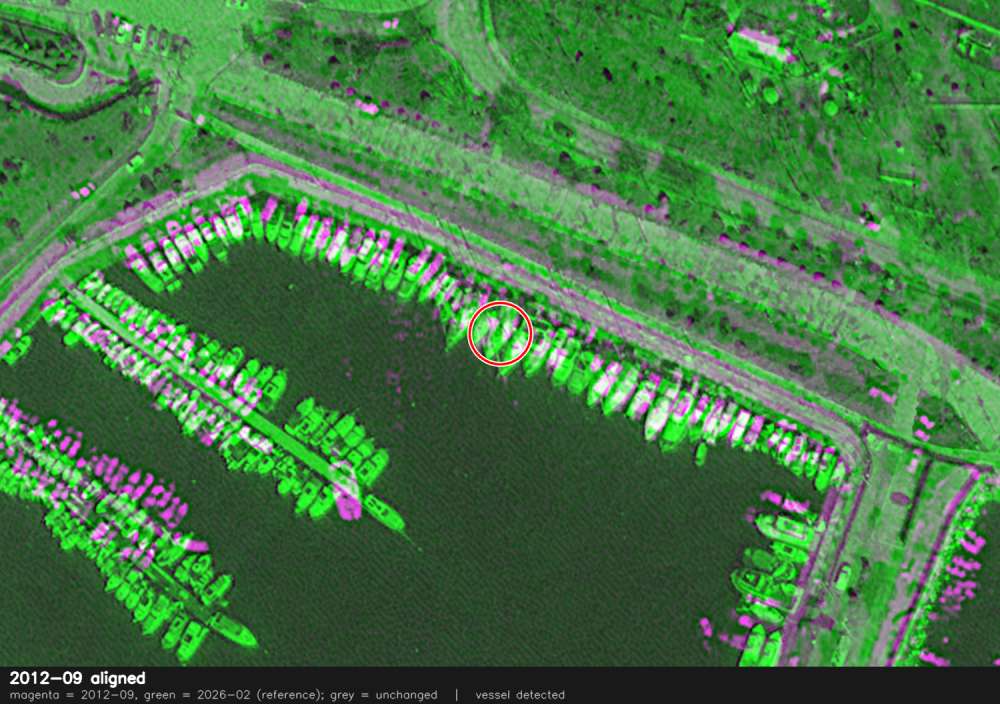 2012-09 aligned
magenta = 2012-09, green = 2026-02 (reference); grey = unchanged | vessel detected